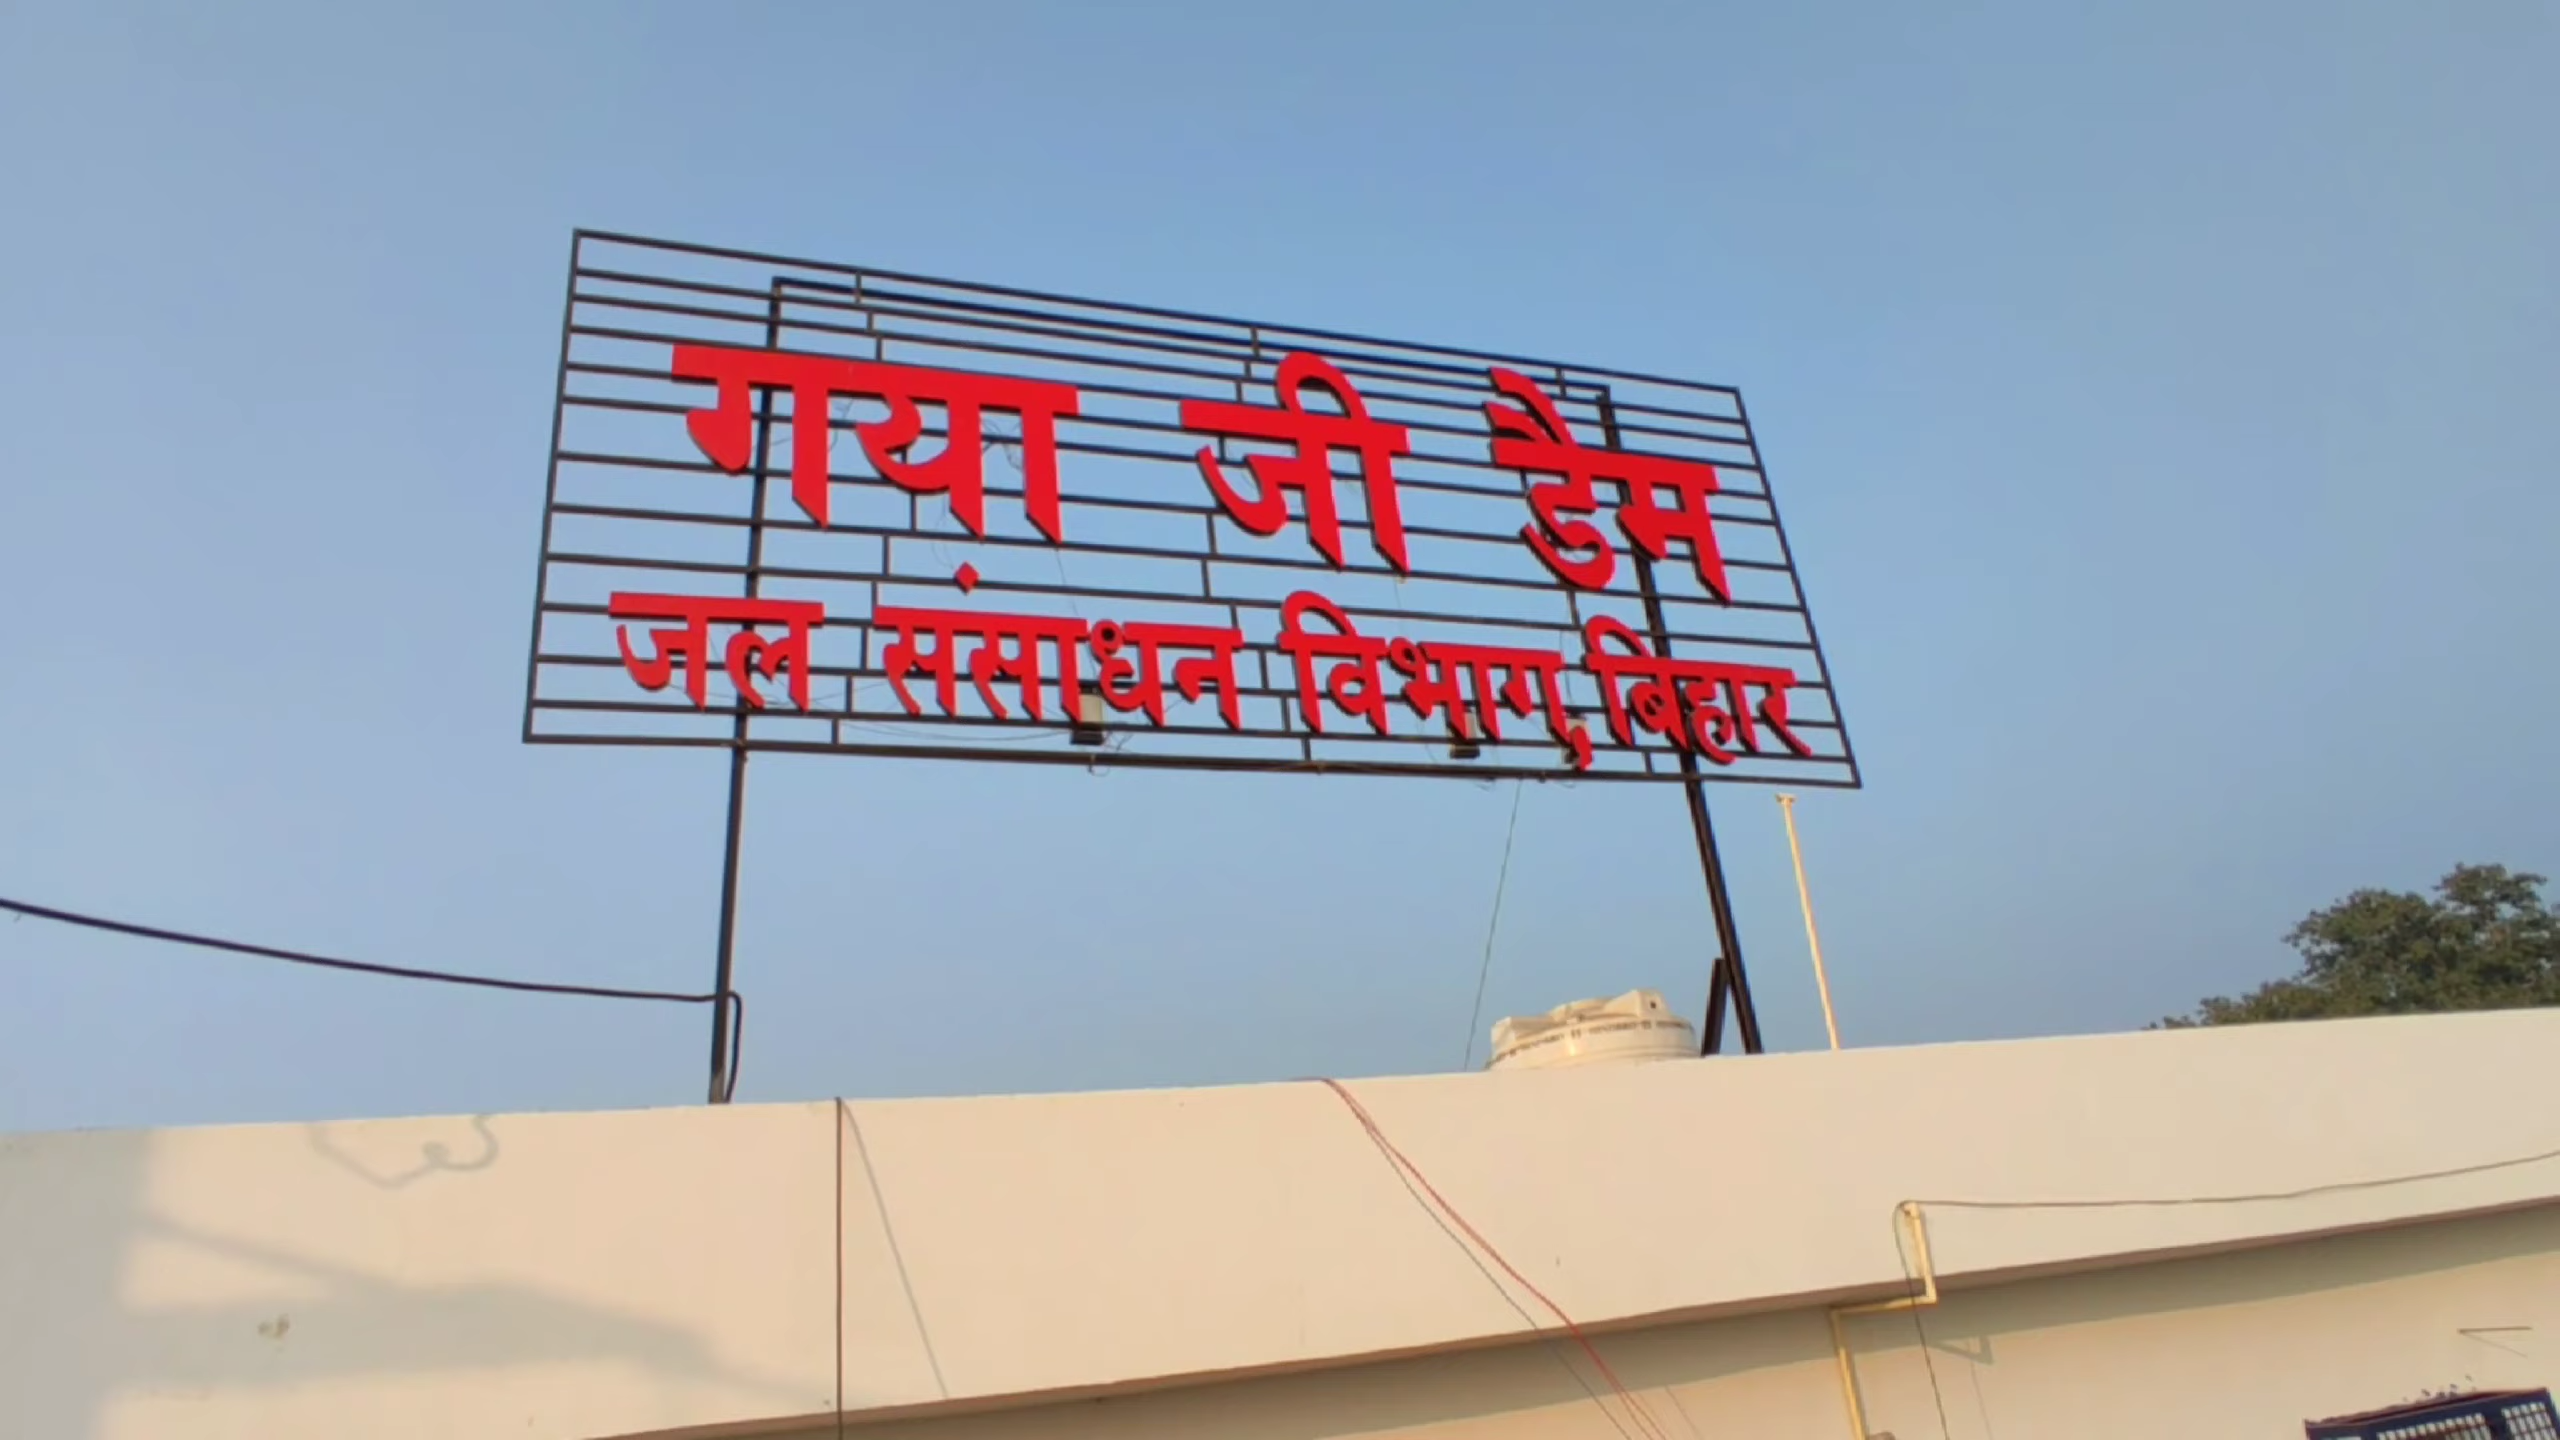 गया जी डैम
जल संसाधन विभाग, बिहार